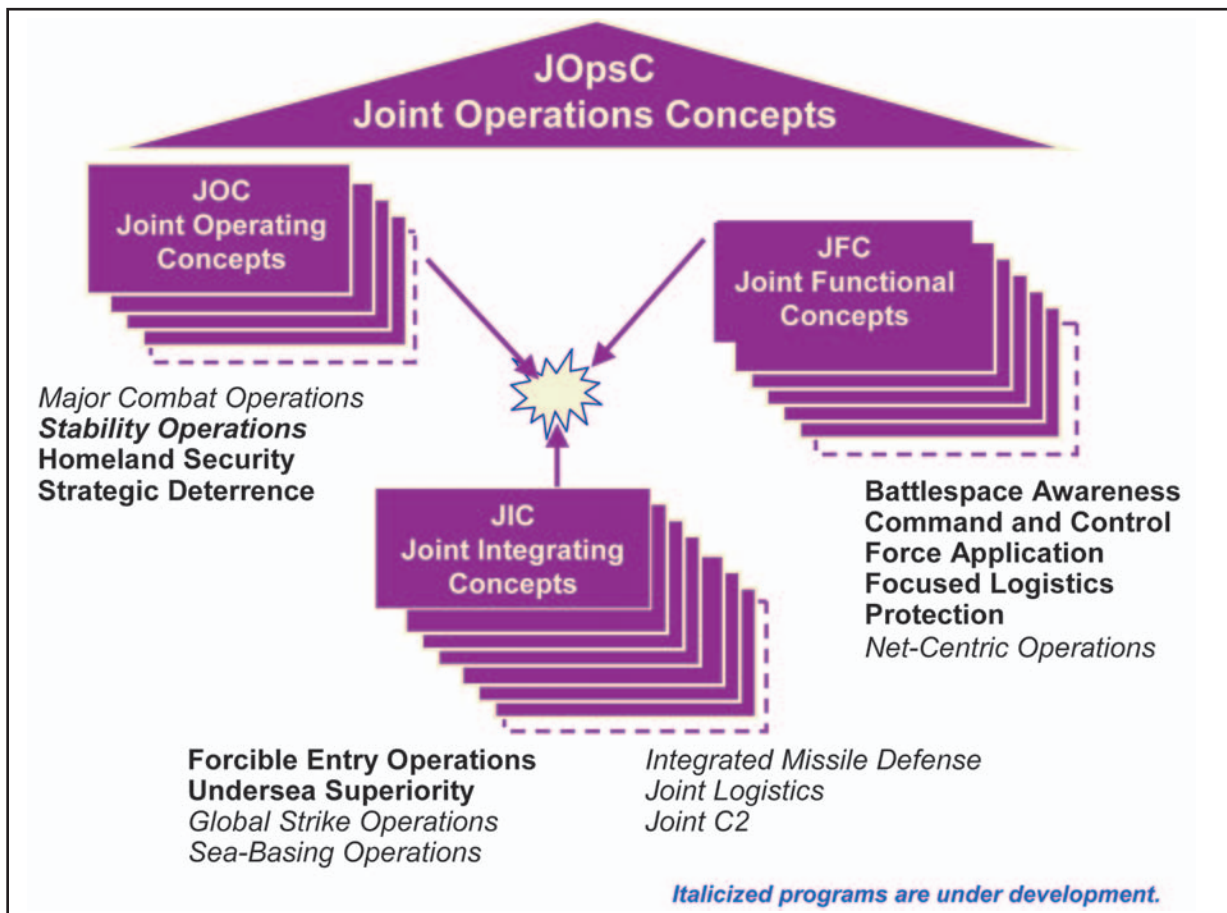 JOpsC
Joint Operations Concepts
JOC
Joint Operating
Concepts
Major Combat Operations
Stability Operations
Homeland Security
Strategic Deterrence
JFC
Joint Functional
Concepts
Battlespace Awareness
Command and Control
Force Application
Focused Logistics
Protection
Net-Centric Operations
JIC
Joint Integrating
Concepts
Forcible Entry Operations
Undersea Superiority
Global Strike Operations
Sea-Basing Operations
Integrated Missile Defense
Joint Logistics
Joint C2
Italicized programs are under development.